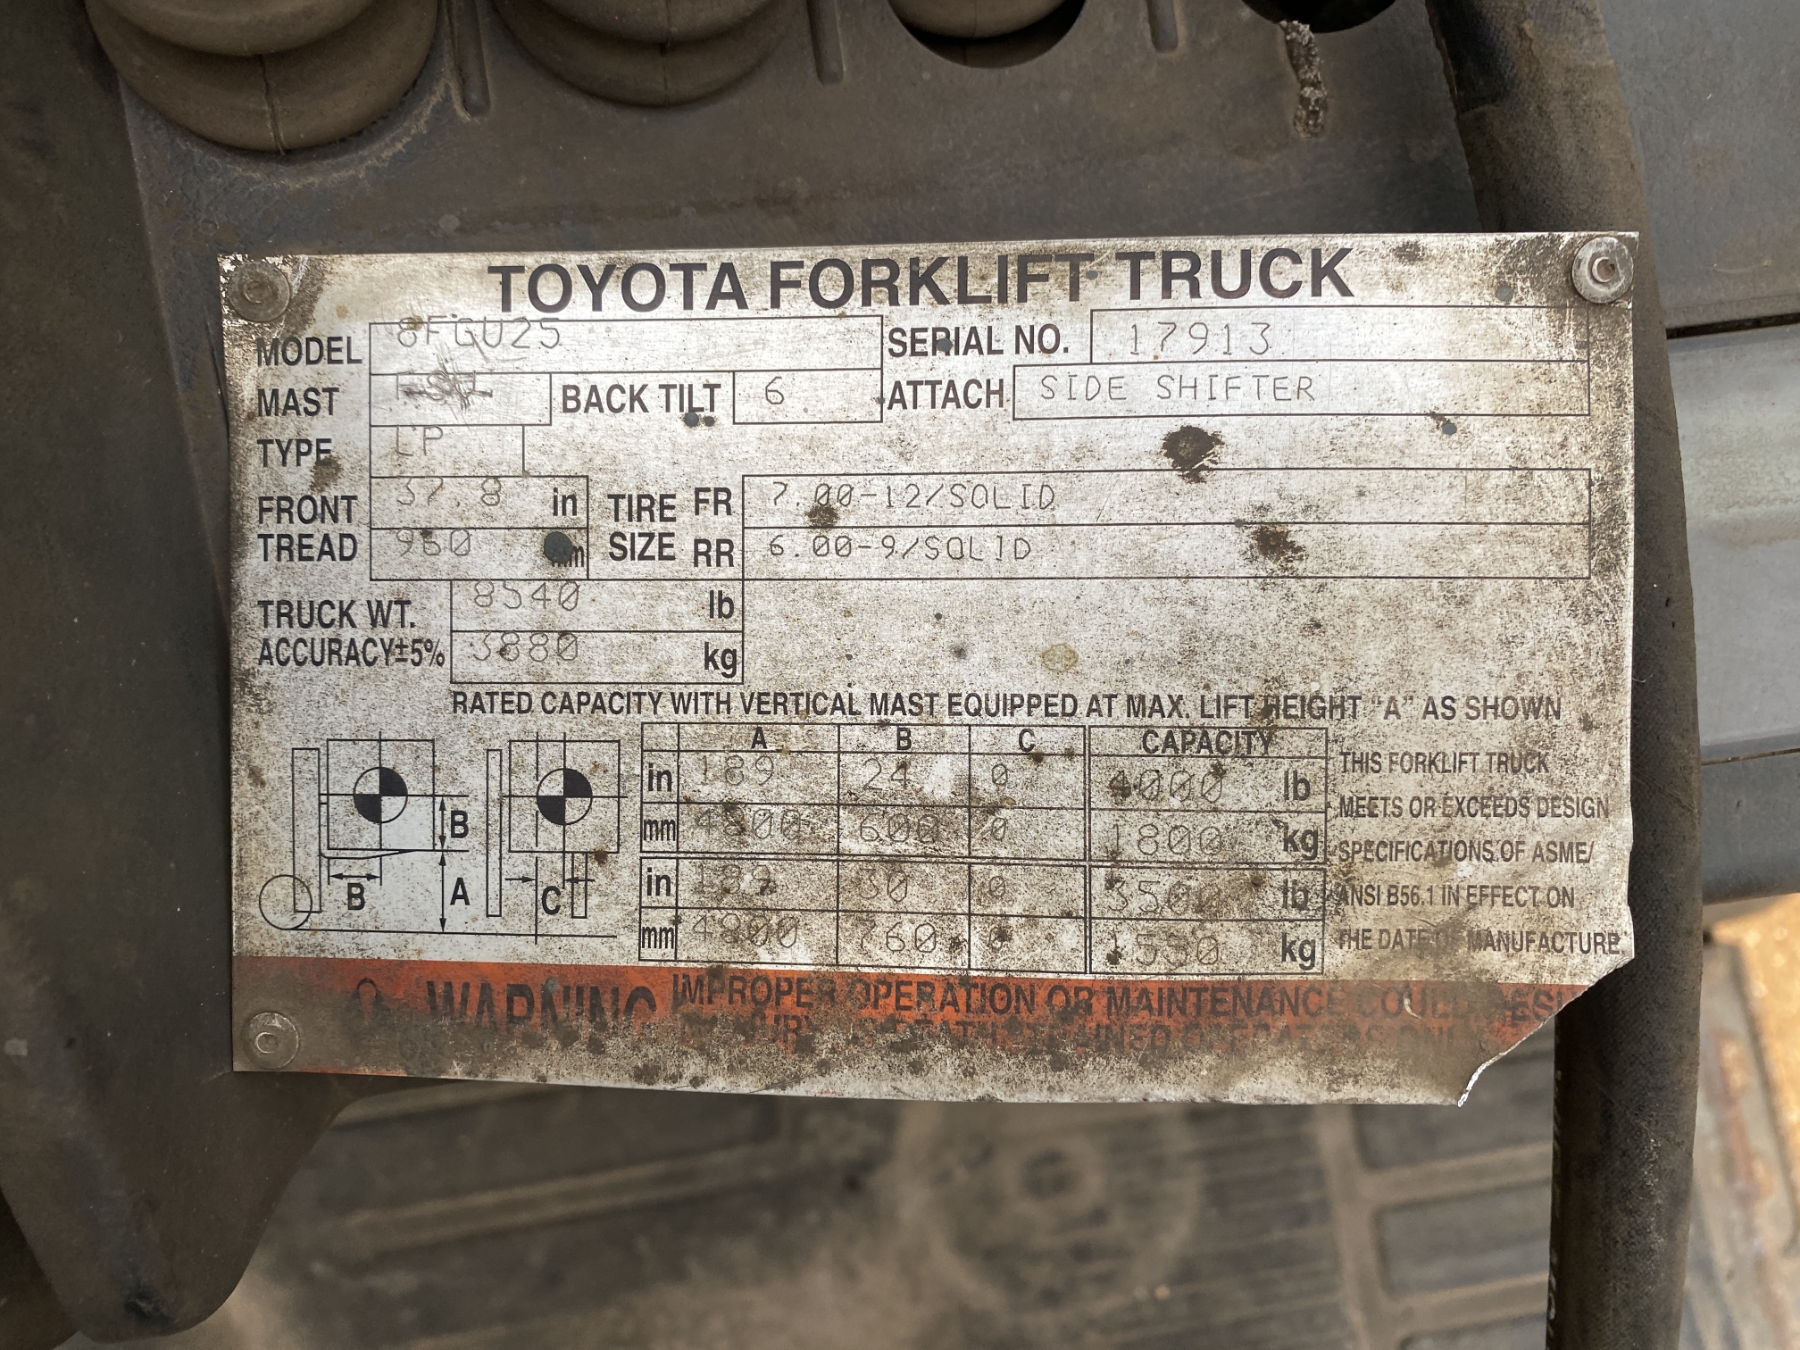 TOYOTA FORKLIFT TRUCK
MODEL 8FGU25 SERIAL NO. 17913
MAST BACK TILT 6 ATTACH. SIDE SHIFTER
TYPE LP
FRONT TREAD 37.8 in TIRE SIZE FR 7.00-12/SOLID
960 mm RR 6.00-9/SOLID
TRUCK WT. 8540 lb
ACCURACY±5% 3880 kg
RATED CAPACITY WITH VERTICAL MAST EQUIPPED AT MAX. LIFT HEIGHT "A" AS SHOWN
A B C CAPACITY
in 189 24 0 4000 lb
mm 4800 600 0 1800 kg
in 189 30 0 3500 lb
mm 4800 760 0 1550 kg
B
B A C
THIS FORKLIFT TRUCK
MEETS OR EXCEEDS DESIGN
SPECIFICATIONS OF ASME/
ANSI B56.1 IN EFFECT ON
THE DATE OF MANUFACTURE
WARNING IMPROPER OPERATION OR MAINTENANCE COULD